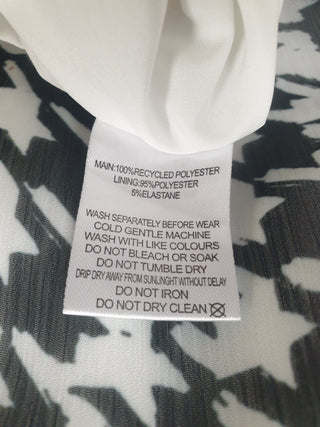 MAIN:100%RECYCLED POLYESTER
LINING:95%POLYESTER
5%ELASTANE
WASH SEPARATELY BEFORE WEAR
COLD GENTLE MACHINE
WASH WITH LIKE COLOURS
DO NOT BLEACH OR SOAK
DO NOT TUMBLE DRY
DRIP DRY AWAY FROM SUNLINGHT WITHOUT DELAY
DO NOT IRON
DO NOT DRY CLEAN